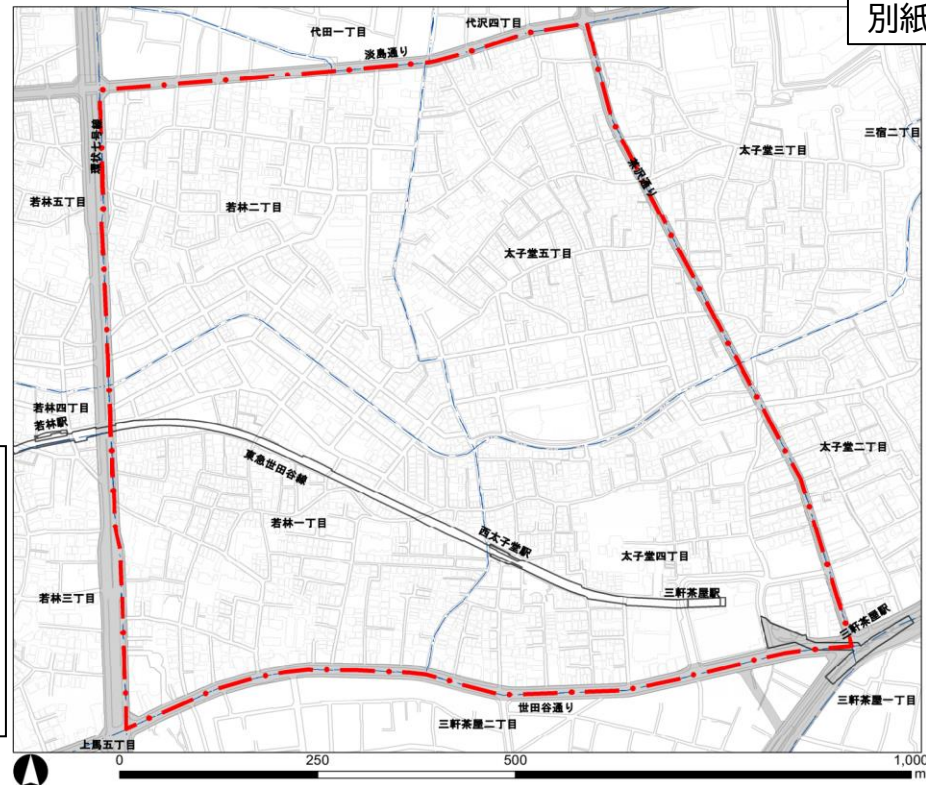 別紙
代田一丁目
代沢四丁目
淡島通り
三宿二丁目
環状七号線
茶沢通り
太子堂三丁目
若林五丁目
若林二丁目
太子堂五丁目
若林四丁目
若林駅
太子堂二丁目
東急世田谷線
若林一丁目
西太子堂駅
太子堂四丁目
若林三丁目
三軒茶屋駅
三軒茶屋駅
世田谷通り
三軒茶屋二丁目
三軒茶屋一丁目
上馬五丁目
0 250 500 1,000
m